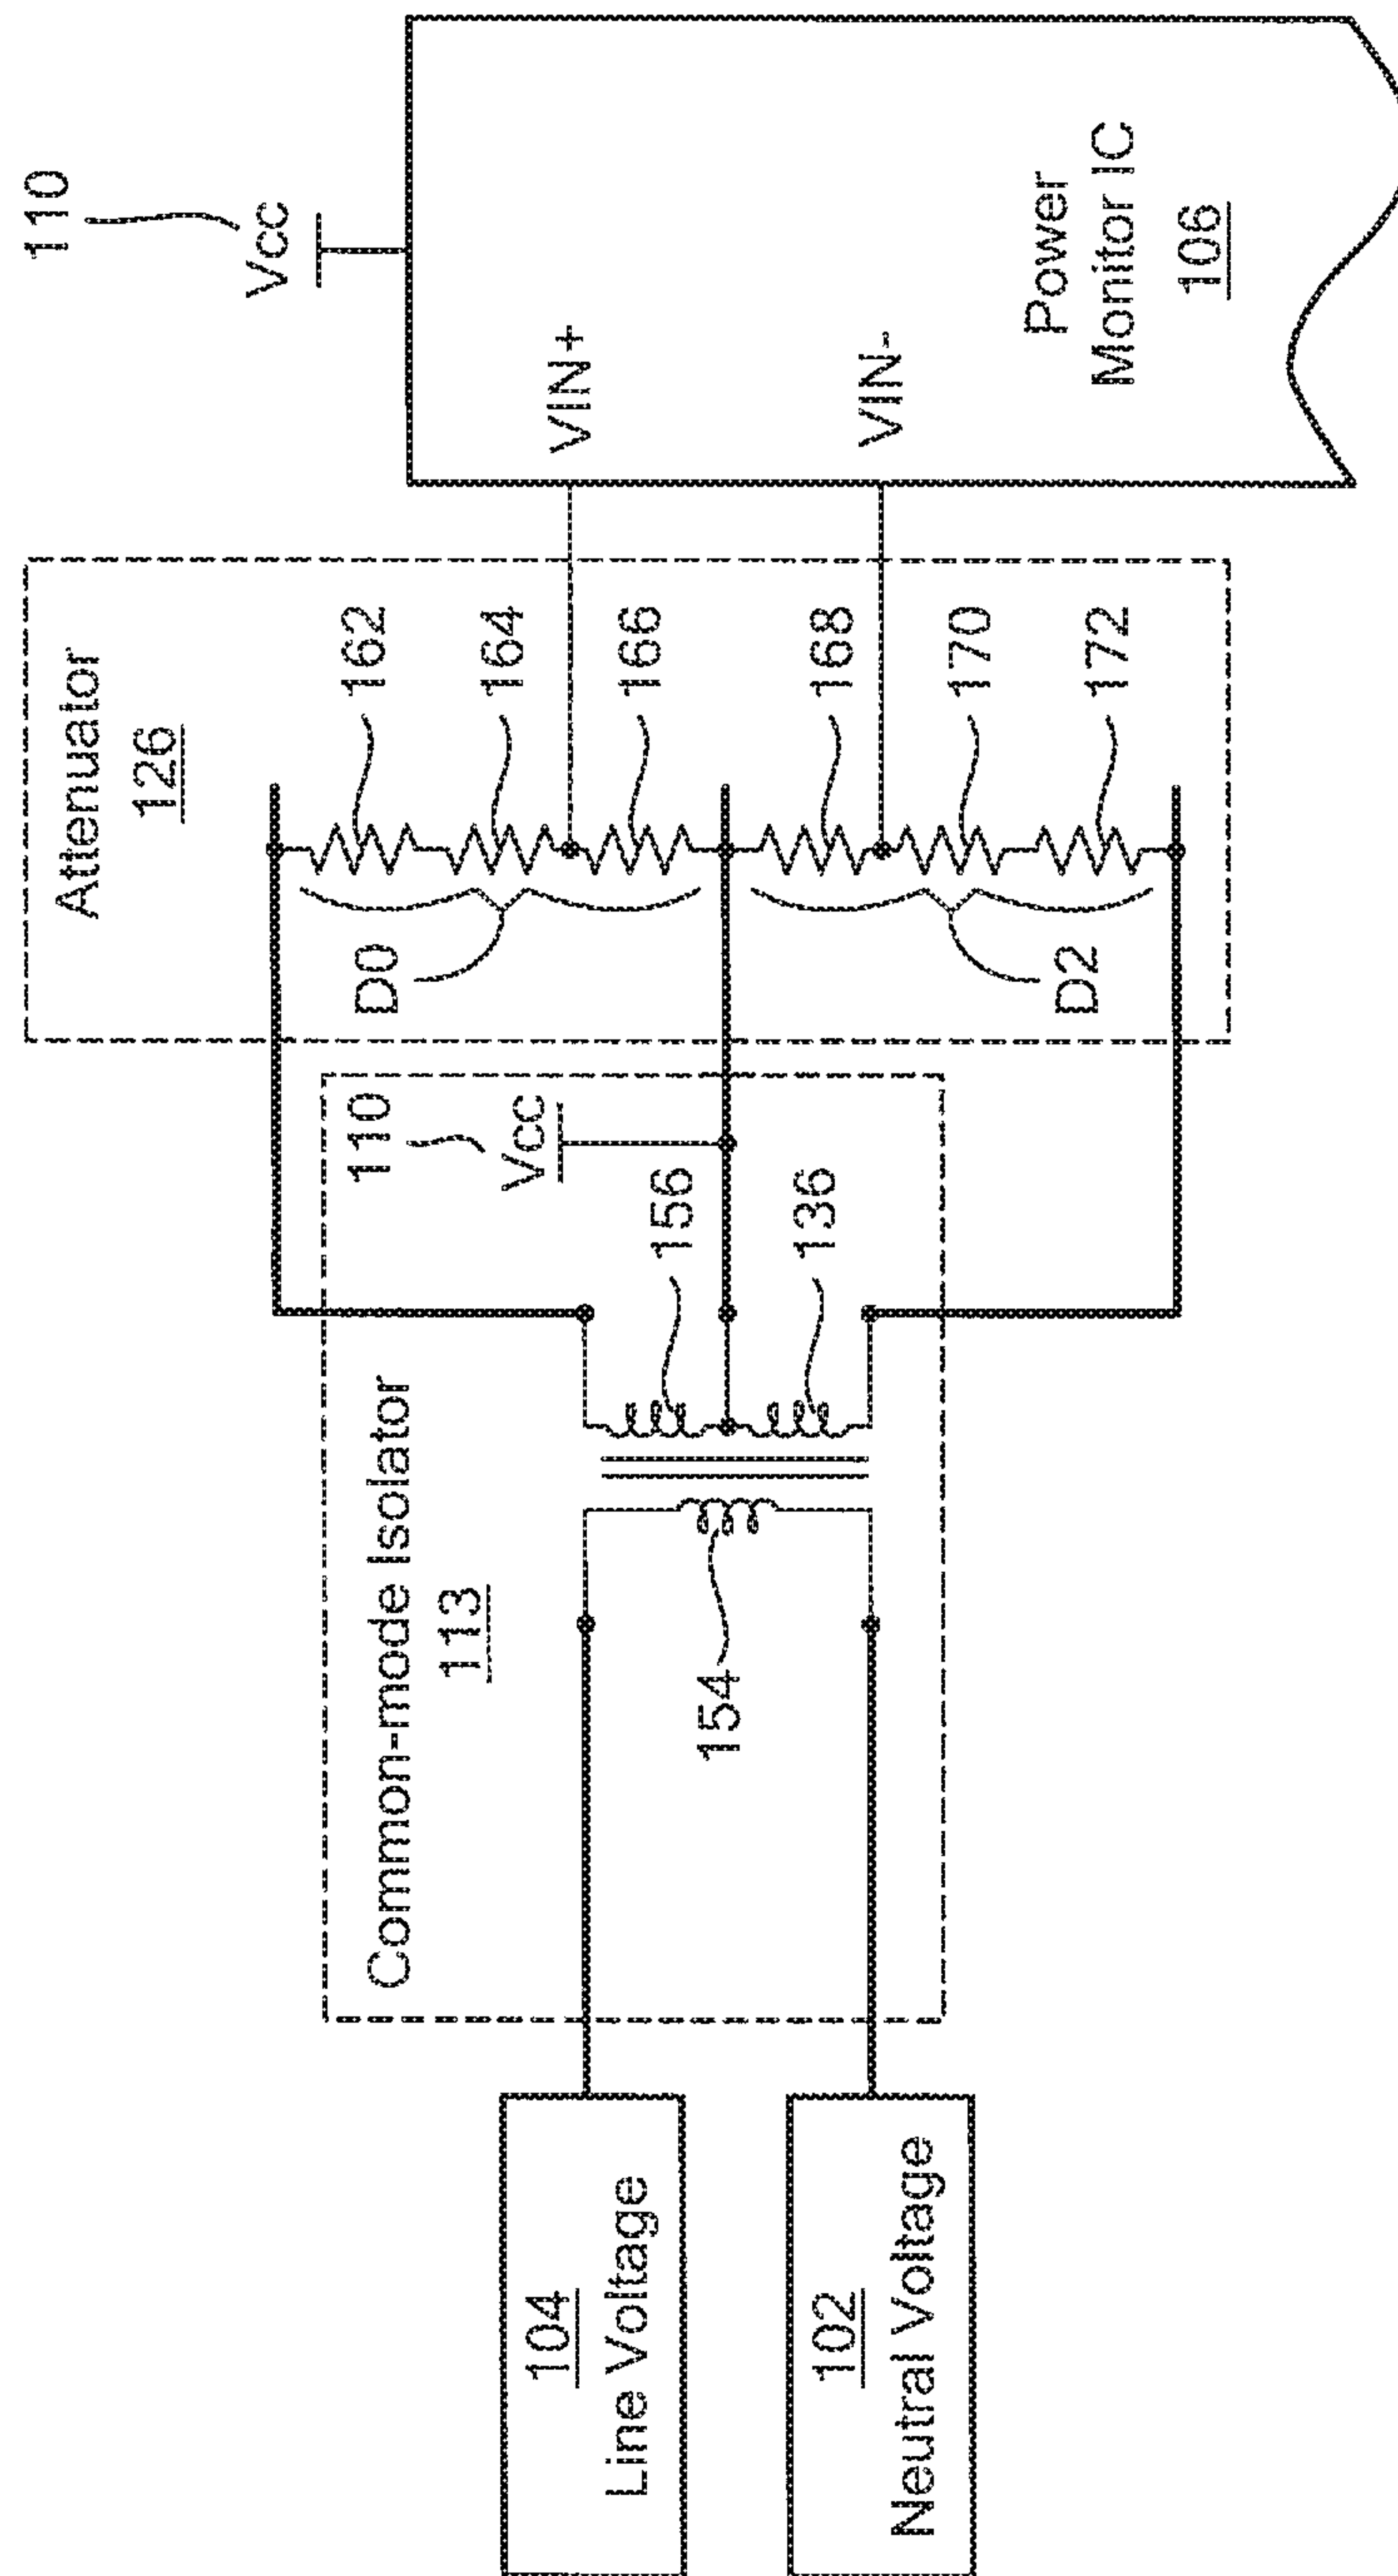 104
Line Voltage
102
Neutral Voltage
Common-mode Isolator
113
154
156
136
110
Vcc
Attenuator
126
D0
D2
162
164
166
168
170
172
110
Vcc
VIN+
VIN-
Power
Monitor IC
106